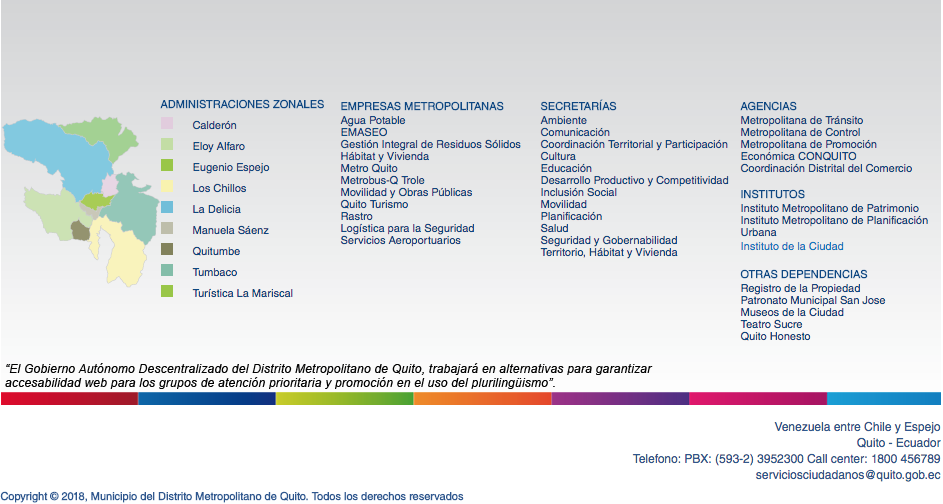 ADMINISTRACIONES ZONALES
Calderón
Eloy Alfaro
Eugenio Espejo
Los Chillos
La Delicia
Manuela Sáenz
Quitumbe
Tumbaco
Turística La Mariscal
EMPRESAS METROPOLITANAS
Agua Potable
EMASEO
Gestión Integral de Residuos Sólidos
Hábitat y Vivienda
Metro Quito
Metrobus-Q Trole
Movilidad y Obras Públicas
Quito Turismo
Rastro
Logística para la Seguridad
Servicios Aeroportuarios
SECRETARÍAS
Ambiente
Comunicación
Coordinación Territorial y Participación
Cultura
Educación
Desarrollo Productivo y Competitividad
Inclusión Social
Movilidad
Planificación
Salud
Seguridad y Gobernabilidad
Territorio, Hábitat y Vivienda
AGENCIAS
Metropolitana de Tránsito
Metropolitana de Control
Metropolitana de Promoción
Económica CONQUITO
Coordinación Distrital del Comercio
INSTITUTOS
Instituto Metropolitano de Patrimonio
Instituto Metropolitano de Planificación
Urbana
Instituto de la Ciudad
OTRAS DEPENDENCIAS
Registro de la Propiedad
Patronato Municipal San Jose
Museos de la Ciudad
Teatro Sucre
Quito Honesto
“El Gobierno Autónomo Descentralizado del Distrito Metropolitano de Quito, trabajará en alternativas para garantizar
accesabilidad web para los grupos de atención prioritaria y promoción en el uso del plurilingüismo”.
Venezuela entre Chile y Espejo
Quito - Ecuador
Telefono: PBX: (593-2) 3952300 Call center: 1800 456789
serviciosciudadanos@quito.gob.ec
Copyright © 2018, Municipio del Distrito Metropolitano de Quito. Todos los derechos reservados